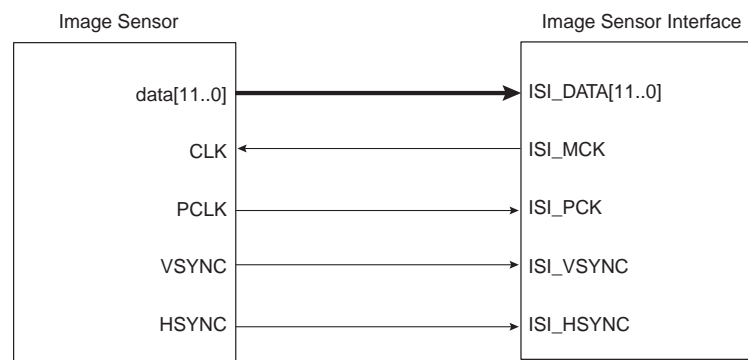 Image Sensor
Image Sensor Interface
data[11..0]
ISI_DATA[11..0]
CLK
ISI_MCK
PCLK
ISI_PCK
VSYNC
ISI_VSYNC
HSYNC
ISI_HSYNC